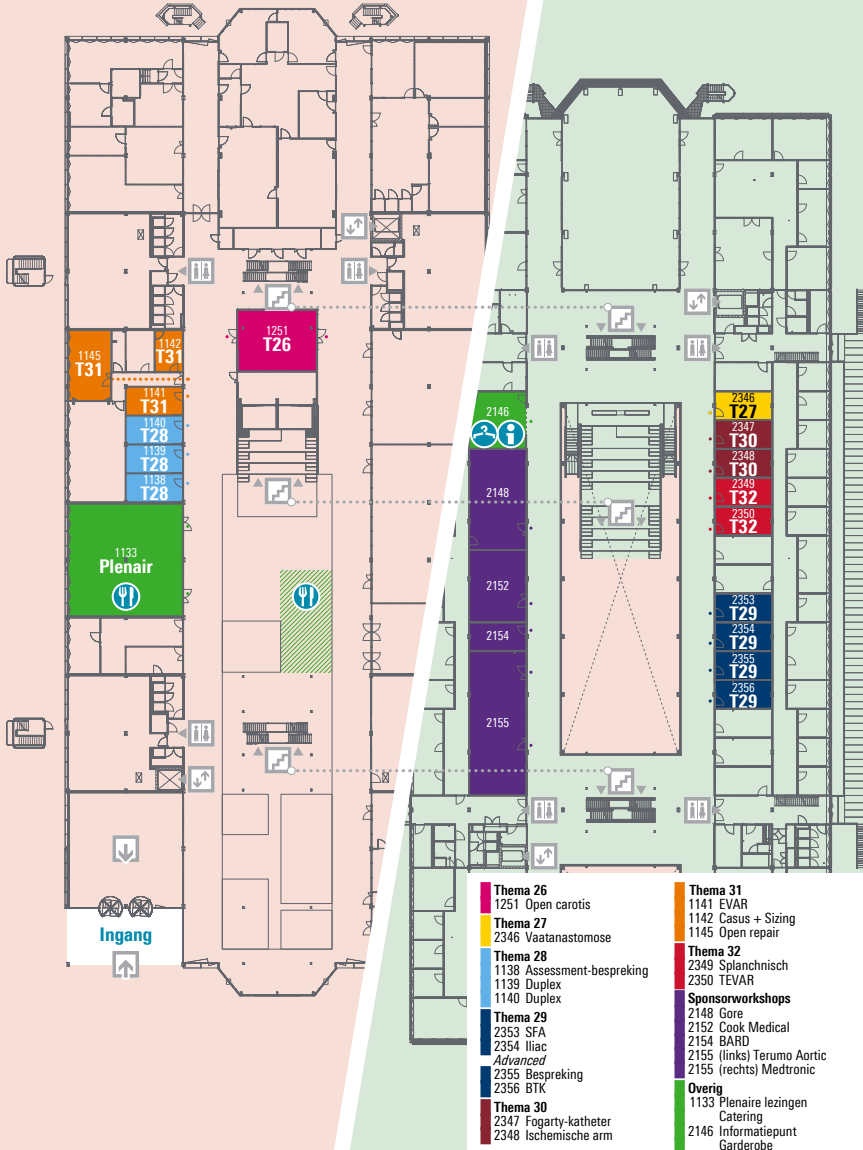 1251
T26
1142
T31
1145
T31
1141
T31
1140
T28
1139
T28
1138
T28
1133
Plenair
Ingang
2146
2148
2152
2154
2155
2346
T27
2347
T30
2348
T30
2349
T32
2350
T32
2353
T29
2354
T29
2355
T29
2356
T29
Thema 26
1251 Open carotis
Thema 27
2346 Vaatanastomose
Thema 28
1138 Assessment-bespreking
1139 Duplex
1140 Duplex
Thema 29
2353 SFA
2354 Iliac
Advanced
2355 Bespreking
2356 BTK
Thema 30
2347 Fogarty-katheter
2348 Ischemische arm
Thema 31
1141 EVAR
1142 Casus + Sizing
1145 Open repair
Thema 32
2349 Splanchnisch
2350 TEVAR
Sponsorworkshops
2148 Gore
2152 Cook Medical
2154 BARD
2155 (links) Terumo Aortic
2155 (rechts) Medtronic
Overig
1133 Plenaire lezingen
Catering
2146 Informatiepunt
Garderobe